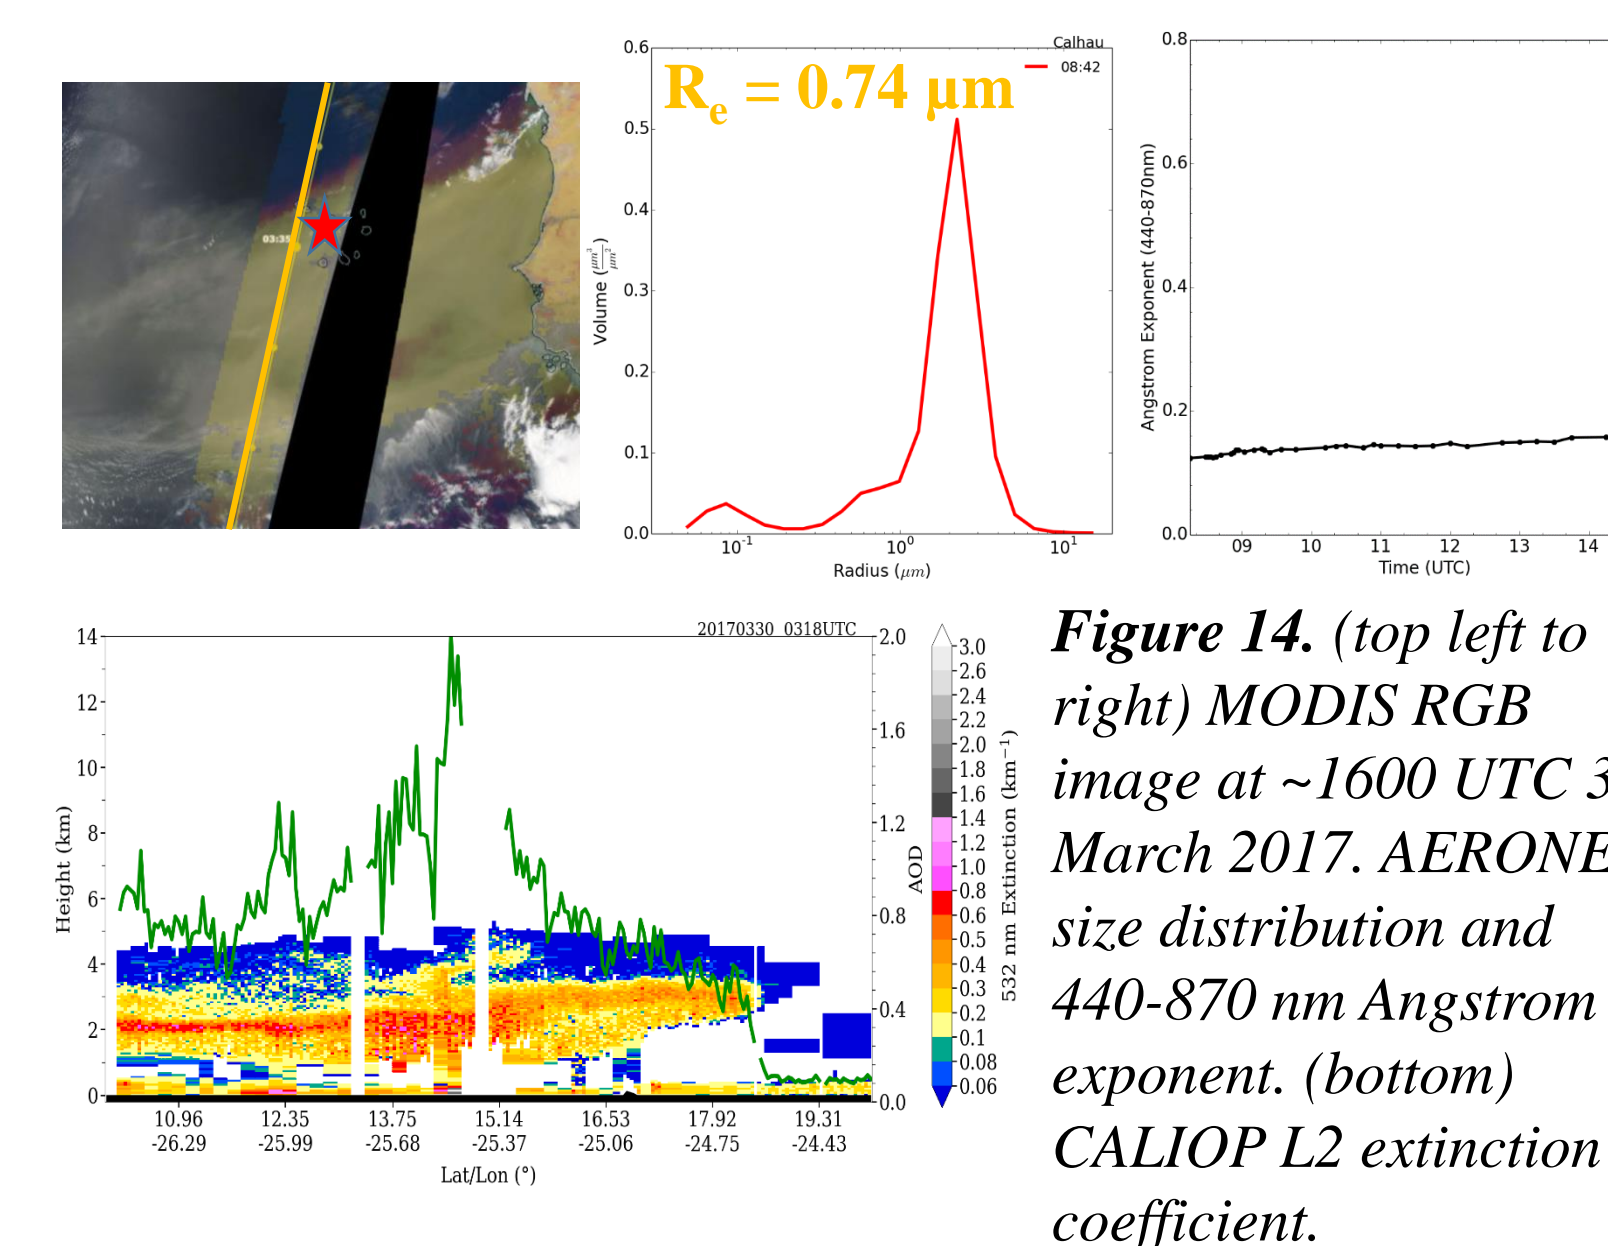 03:35
0.6
0.5
0.4
0.3
0.2
0.1
0.0
Volume (μm³/μm²)
Rₑ = 0.74 μm
Calhau
08:42
10⁻¹ 10⁰ 10¹
Radius (μm)
0.8
0.6
0.4
0.2
0.0
Angstrom Exponent (440-870nm)
09 10 11 12 13 14
Time (UTC)
20170330 0318UTC
14
12
10
8
6
4
2
0
Height (km)
2.0
1.6
1.2
0.8
0.4
0.0
AOD
3.0
2.6
2.4
2.2
2.0
1.8
1.6
1.4
1.2
1.0
0.8
0.6
0.5
0.4
0.3
0.2
0.1
0.08
0.06
532 nm Extinction (km⁻¹)
10.96 12.35 13.75 15.14 16.53 17.92 19.31
-26.29 -25.99 -25.68 -25.37 -25.06 -24.75 -24.43
Lat/Lon (°)
Figure 14. (top left to
right) MODIS RGB
image at ~1600 UTC 3
March 2017. AERONE
size distribution and
440-870 nm Angstrom
exponent. (bottom)
CALIOP L2 extinction
coefficient.